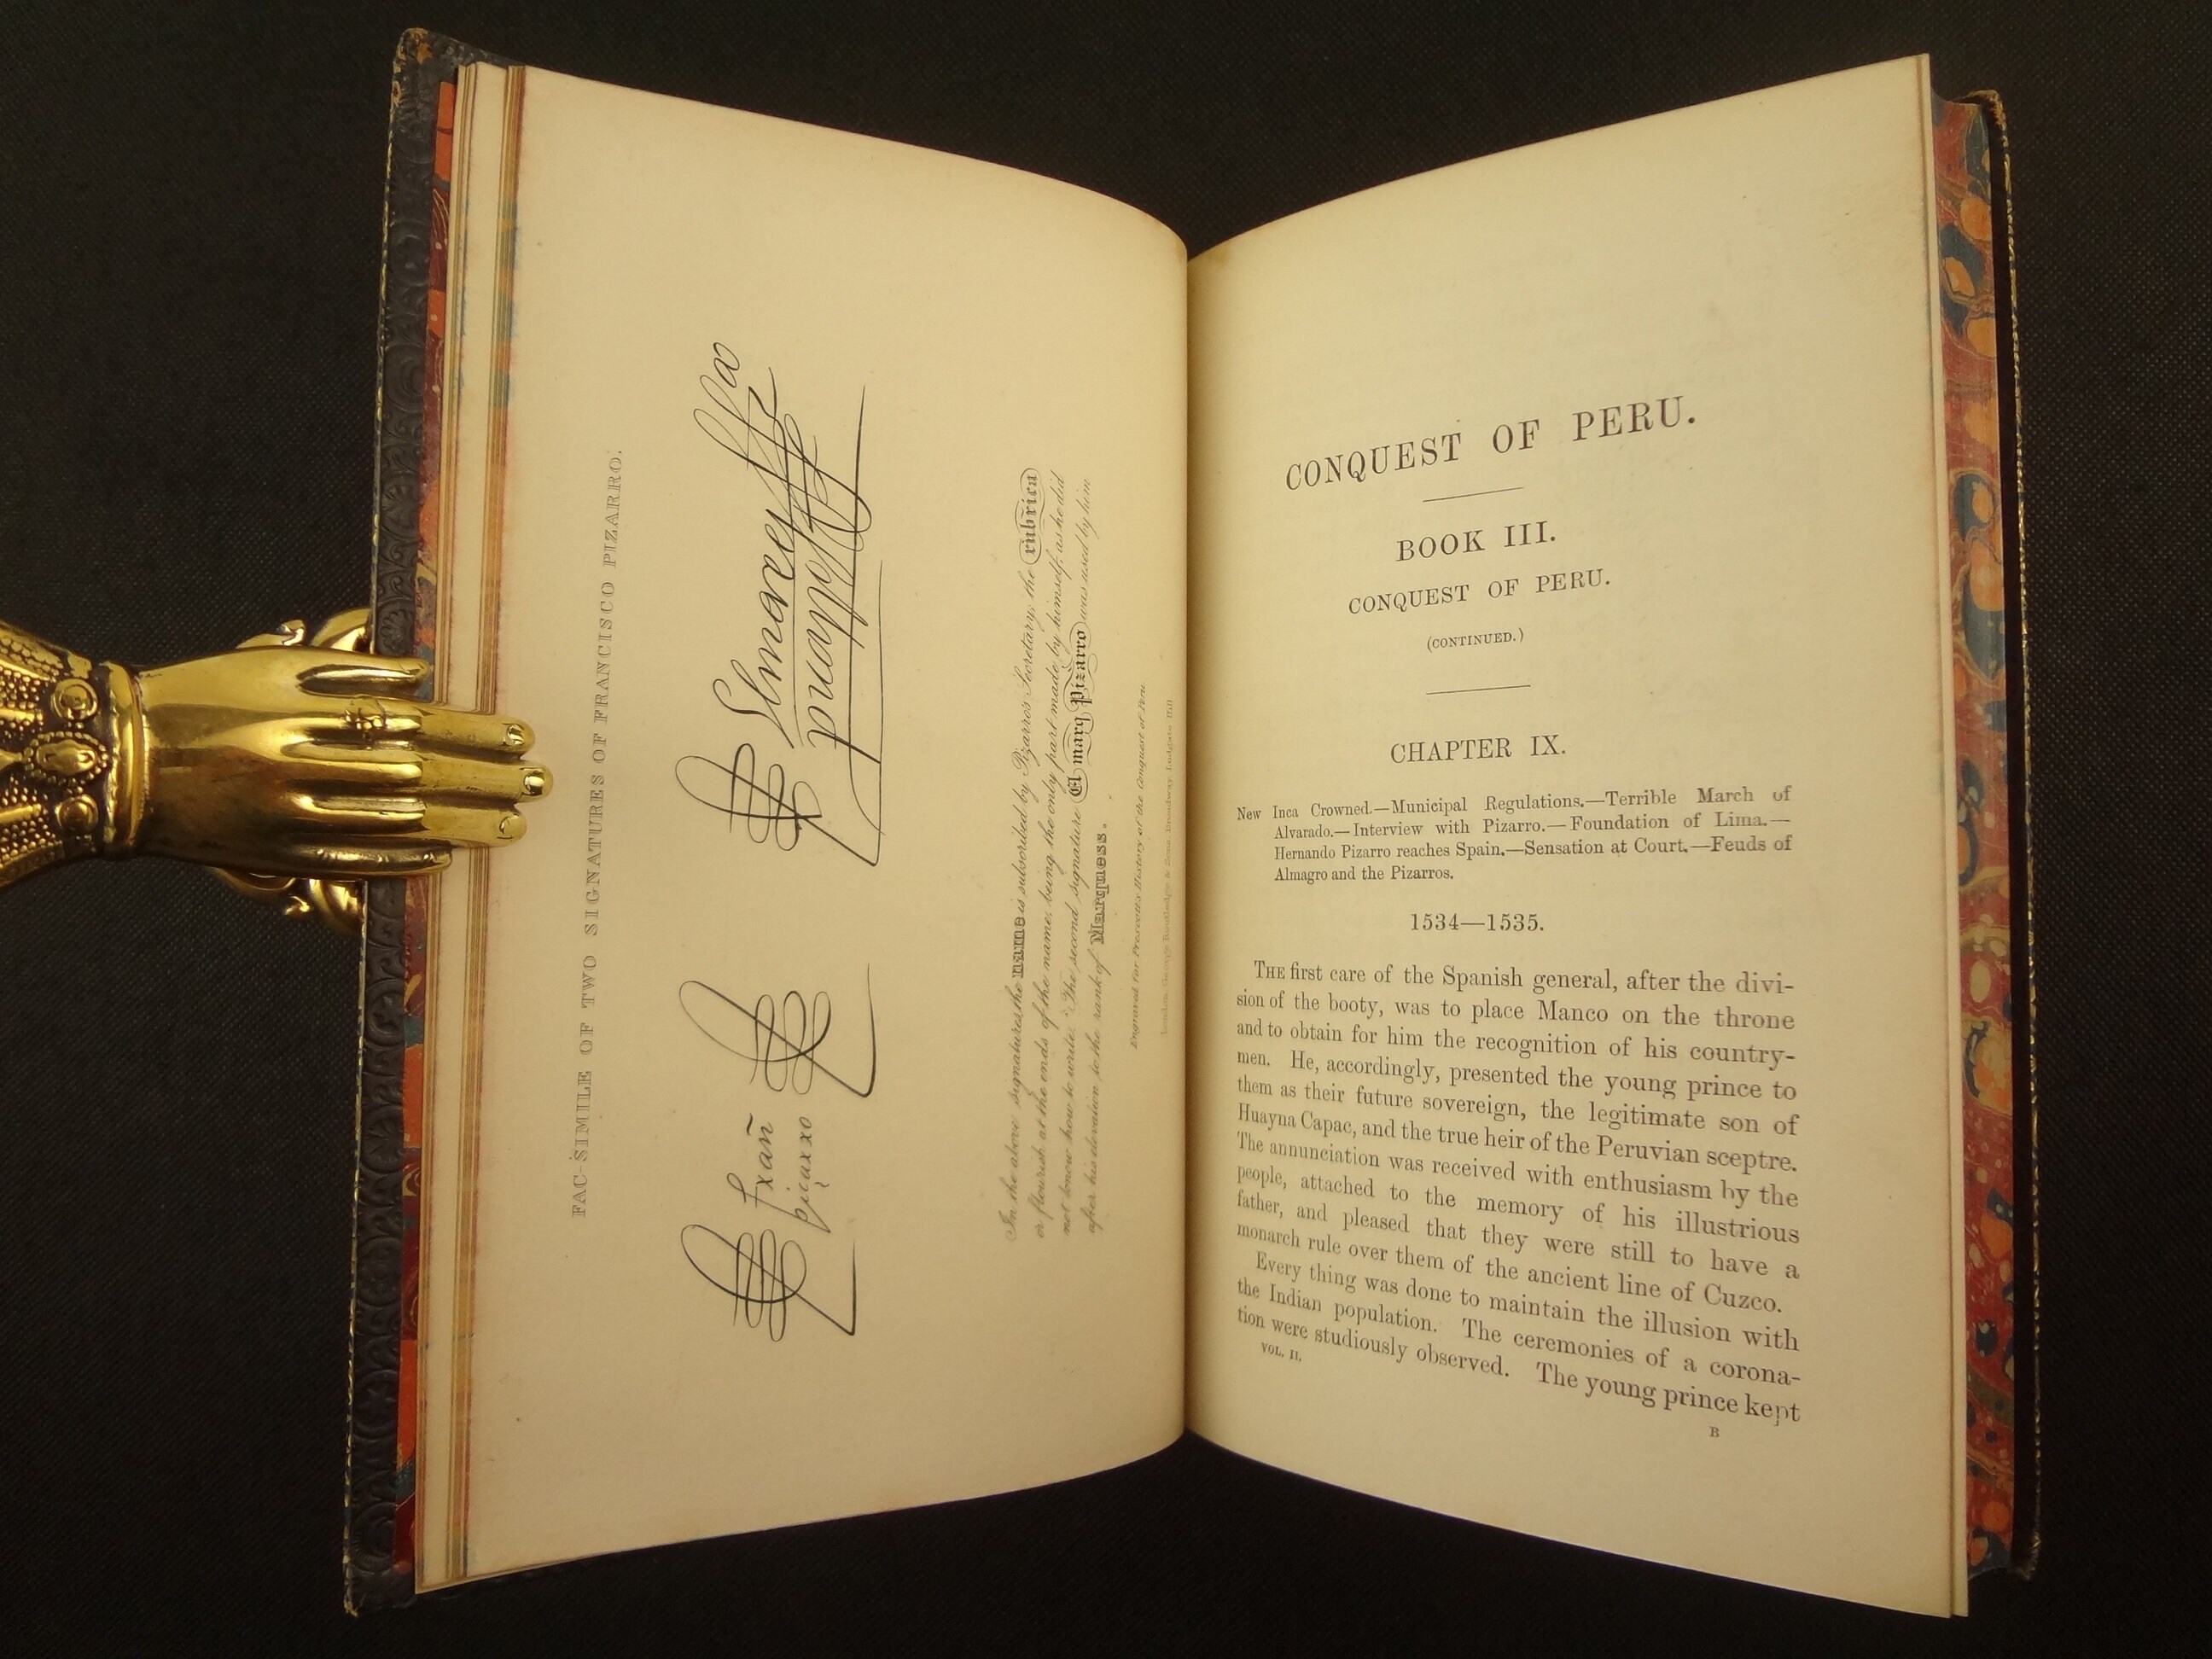 FAC-SIMILE OF TWO SIGNATURES OF FRANCISCO PIZARRO.
In the above signatures, the name is subscribed by Pizarro's Secretary, the rubrica
or flourish at the ends of the name, being the only part made by himself, as he did
not know how to write. The second signature El marq Pizarro was used by him
after his elevation to the rank of Marquess.
Engraved for Prescott's History of the Conquest of Peru.
London. George Routledge & Sons. Broadway. Ludgate Hill
CONQUEST OF PERU.
BOOK III.
CONQUEST OF PERU.
(CONTINUED.)
CHAPTER IX.
New Inca Crowned.—Municipal Regulations.—Terrible March of
Alvarado.—Interview with Pizarro.—Foundation of Lima.—
Hernando Pizarro reaches Spain.—Sensation at Court.—Feuds of
Almagro and the Pizarros.
1534—1535.
THE first care of the Spanish general, after the divi-
sion of the booty, was to place Manco on the throne
and to obtain for him the recognition of his country-
men. He, accordingly, presented the young prince to
them as their future sovereign, the legitimate son of
Huayna Capac, and the true heir of the Peruvian sceptre.
The annunciation was received with enthusiasm by the
people, attached to the memory of his illustrious
father, and pleased that they were still to have a
monarch rule over them of the ancient line of Cuzco.
Every thing was done to maintain the illusion with
the Indian population. The ceremonies of a corona-
tion were studiously observed. The young prince kept
VOL. II.
B